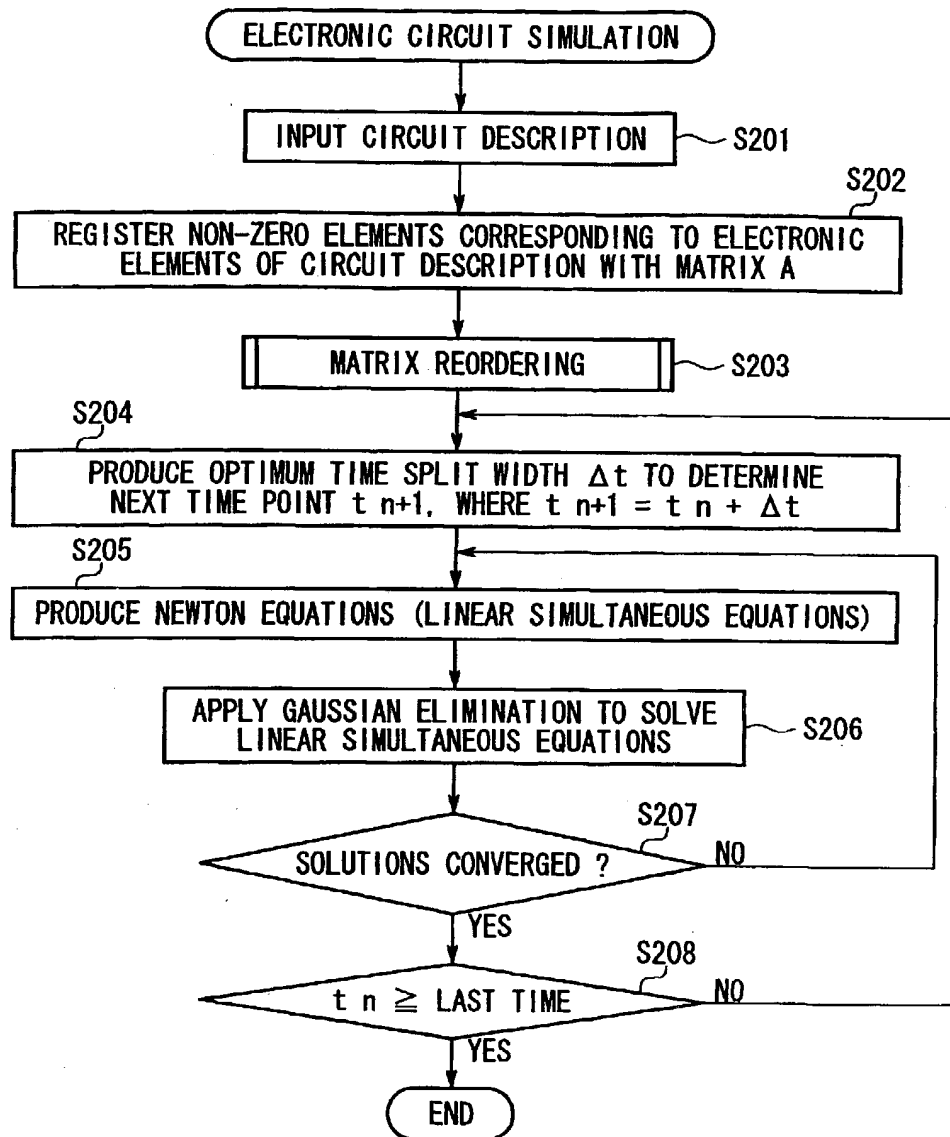 ELECTRONIC CIRCUIT SIMULATION
INPUT CIRCUIT DESCRIPTION
S201
S202
REGISTER NON-ZERO ELEMENTS CORRESPONDING TO ELECTRONIC
ELEMENTS OF CIRCUIT DESCRIPTION WITH MATRIX A
MATRIX REORDERING
S203
S204
PRODUCE OPTIMUM TIME SPLIT WIDTH Δt TO DETERMINE
NEXT TIME POINT t n+1, WHERE t n+1 = t n + Δt
S205
PRODUCE NEWTON EQUATIONS (LINEAR SIMULTANEOUS EQUATIONS)
APPLY GAUSSIAN ELIMINATION TO SOLVE
LINEAR SIMULTANEOUS EQUATIONS
S206
S207
SOLUTIONS CONVERGED ?
NO
YES
S208
t n ≧ LAST TIME
NO
YES
END